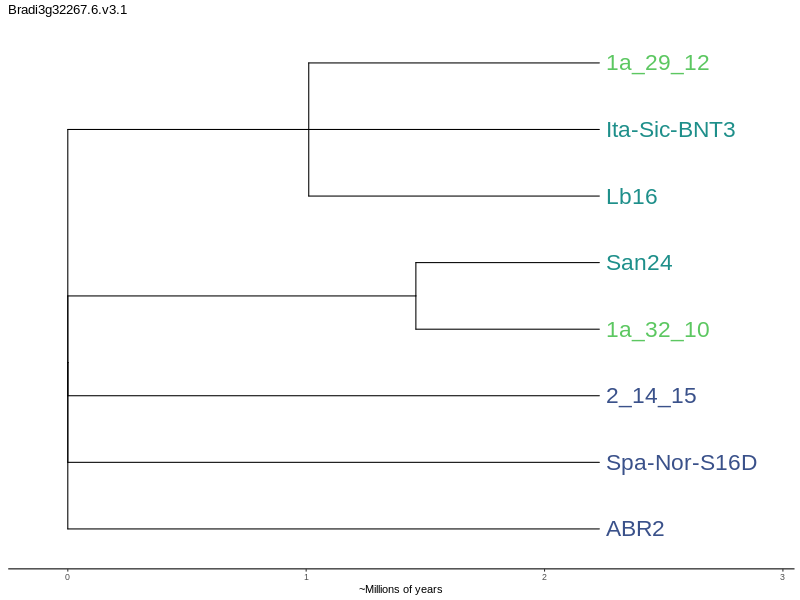 Bradi3g32267.6.v3.1
1a_29_12
Ita-Sic-BNT3
Lb16
San24
1a_32_10
2_14_15
Spa-Nor-S16D
ABR2
0 1 2 3
~Millions of years